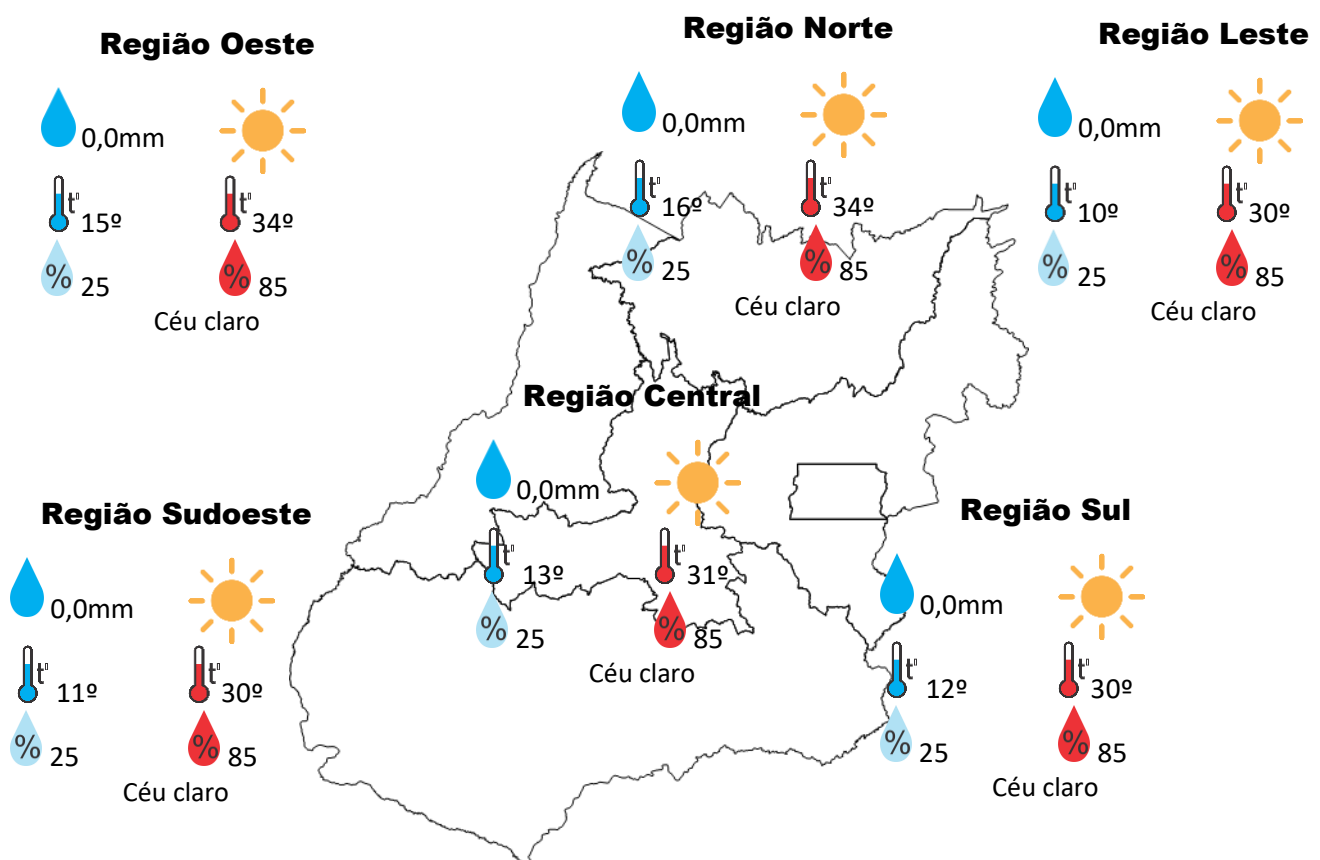 Região Oeste
0,0mm
t° 15º
t° 34º
% 25
% 85
Céu claro
Região Norte
0,0mm
t° 16º
t° 34º
% 25
% 85
Céu claro
Região Leste
0,0mm
t° 10º
t° 30º
% 25
% 85
Céu claro
Região Central
0,0mm
t° 13º
t° 31º
% 25
% 85
Céu claro
Região Sudoeste
0,0mm
t° 11º
t° 30º
% 25
% 85
Céu claro
Região Sul
0,0mm
t° 12º
t° 30º
% 25
% 85
Céu claro